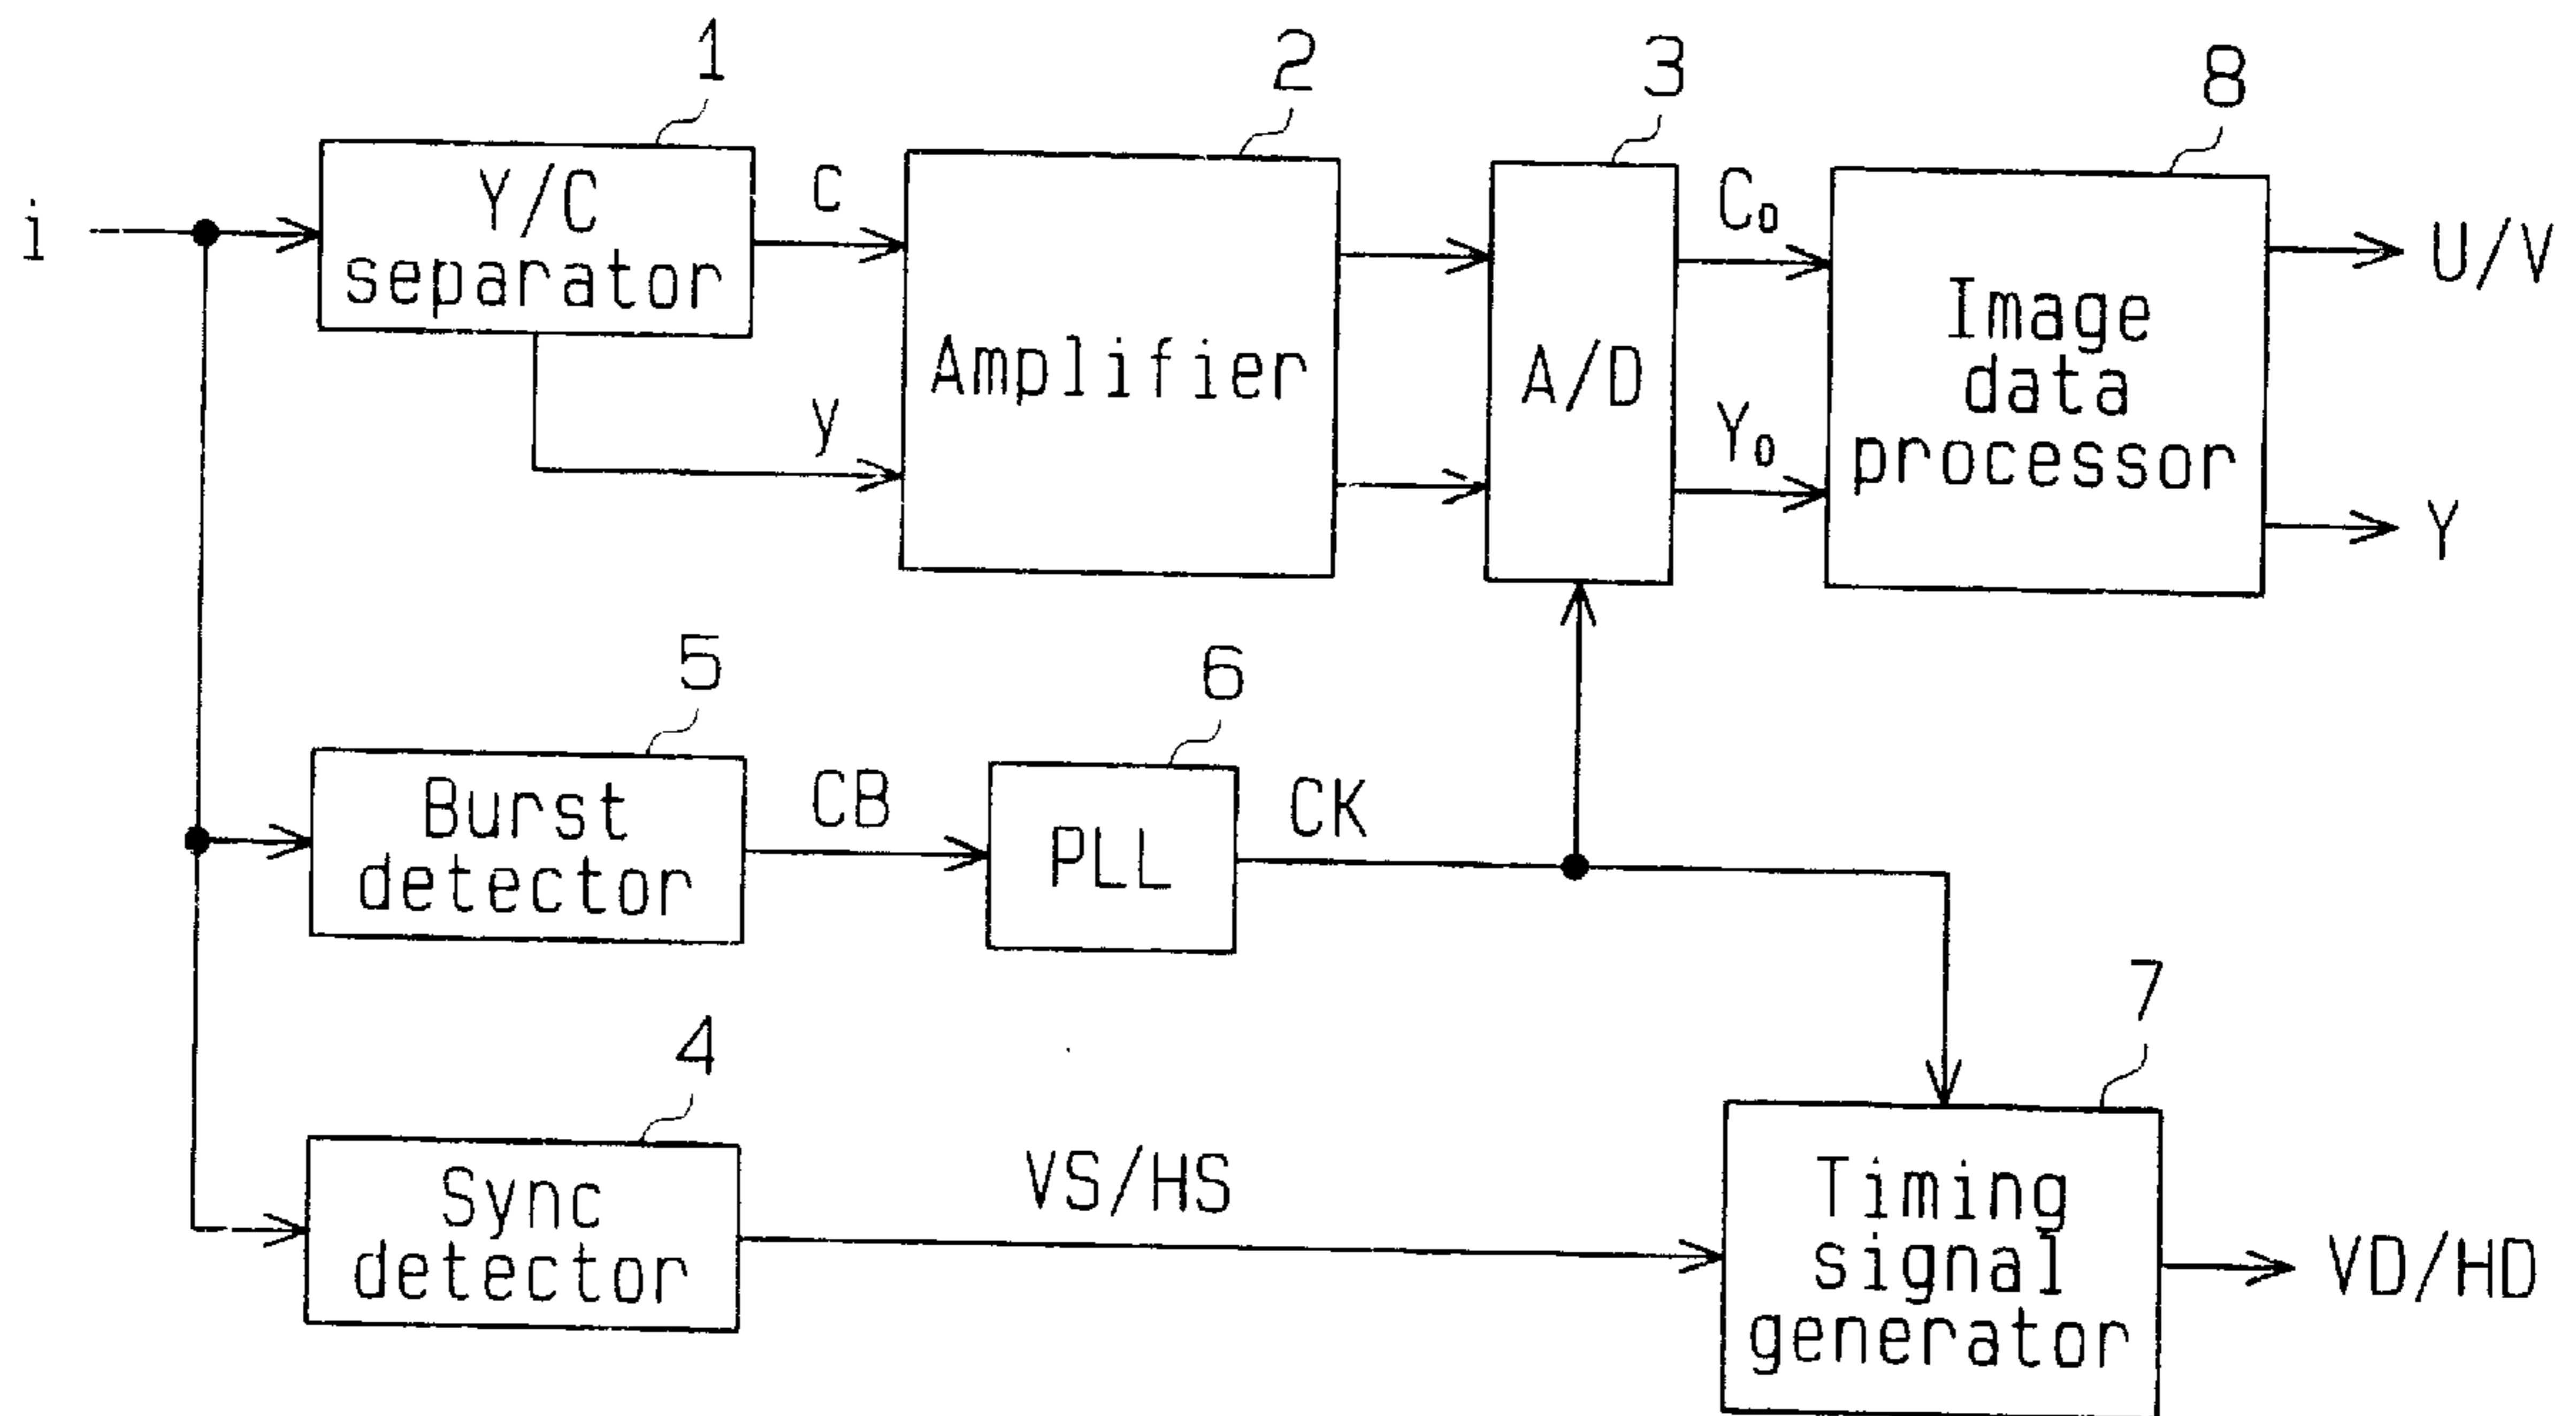 1
2
3
8
i
Y/C
separator
c
y
Amplifier
A/D
C₀
Y₀
Image
data
processor
U/V
Y
5
6
Burst
detector
CB
PLL
CK
4
7
Sync
detector
VS/HS
Timing
signal
generator
VD/HD